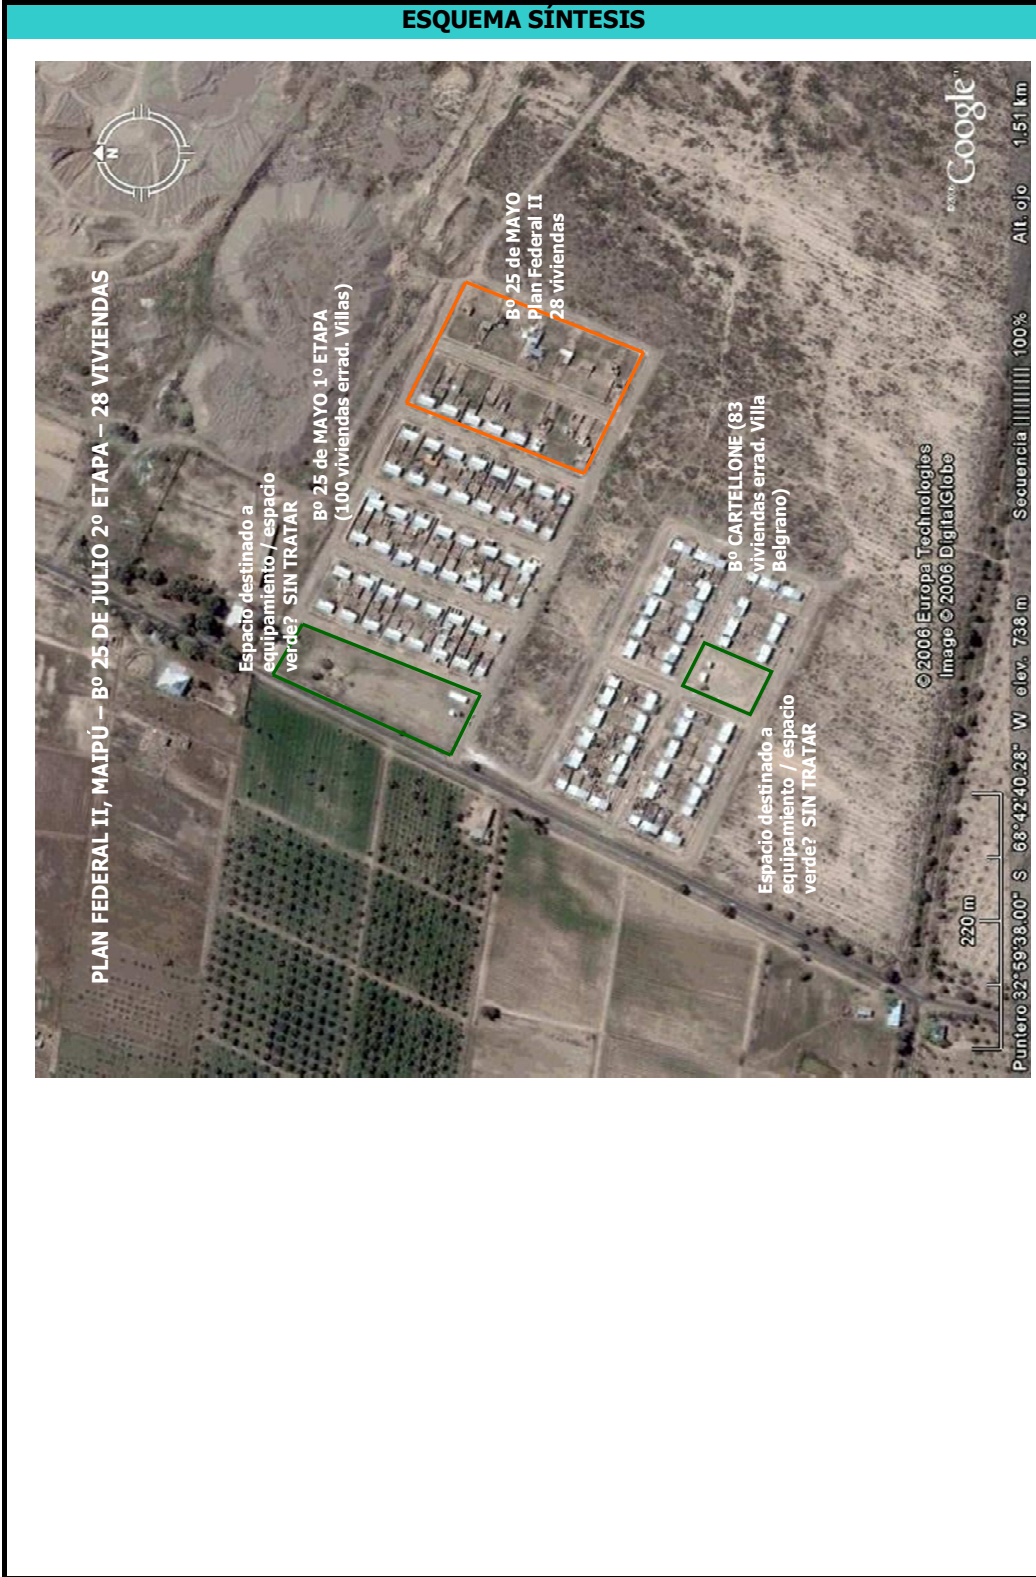 ESQUEMA SÍNTESIS
PLAN FEDERAL II, MAIPÚ – Bº 25 DE JULIO 2º ETAPA – 28 VIVIENDAS
N
Espacio destinado a
equipamiento / espacio
verde? SIN TRATAR
Bº 25 de MAYO 1º ETAPA
(100 viviendas errad. Villas)
Bº 25 de MAYO
Plan Federal II
28 viviendas
Bº CARTELLONE (83
viviendas errad. Villa
Belgrano)
Espacio destinado a
equipamiento / espacio
verde? SIN TRATAR
©2006 Europa Technologies
Image © 2006 DigitalGlobe
©2006 Google™
220 m
Puntero 32°59'38.00" S 68°42'40.28" W elev. 738 m Secuencia |||||||||| 100% Alt. ojo 1.51 km